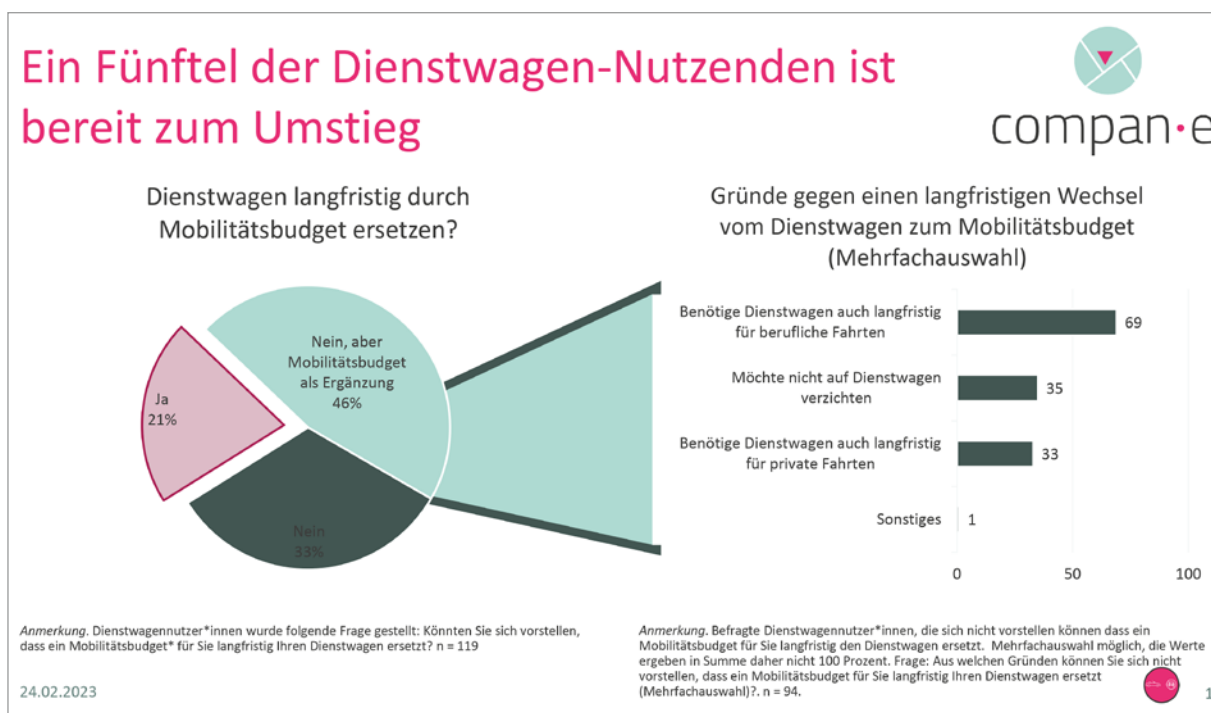 Ein Fünftel der Dienstwagen-Nutzenden ist
bereit zum Umstieg
compan·e
Dienstwagen langfristig durch
Mobilitätsbudget ersetzen?
Nein, aber
Mobilitätsbudget
als Ergänzung
46%
Ja
21%
Nein
33%
Gründe gegen einen langfristigen Wechsel
vom Dienstwagen zum Mobilitätsbudget
(Mehrfachauswahl)
Benötige Dienstwagen auch langfristig
für berufliche Fahrten
69
Möchte nicht auf Dienstwagen
verzichten
35
Benötige Dienstwagen auch langfristig
für private Fahrten
33
Sonstiges
1
0 50 100
Anmerkung. Dienstwagennutzer*innen wurde folgende Frage gestellt: Könnten Sie sich vorstellen,
dass ein Mobilitätsbudget* für Sie langfristig Ihren Dienstwagen ersetzt? n = 119
Anmerkung. Befragte Dienstwagennutzer*innen, die sich nicht vorstellen können dass ein
Mobilitätsbudget für Sie langfristig den Dienstwagen ersetzt. Mehrfachauswahl möglich, die Werte
ergeben in Summe daher nicht 100 Prozent. Frage: Aus welchen Gründen können Sie sich nicht
vorstellen, dass ein Mobilitätsbudget für Sie langfristig Ihren Dienstwagen ersetzt
(Mehrfachauswahl)?. n = 94.
24.02.2023
1